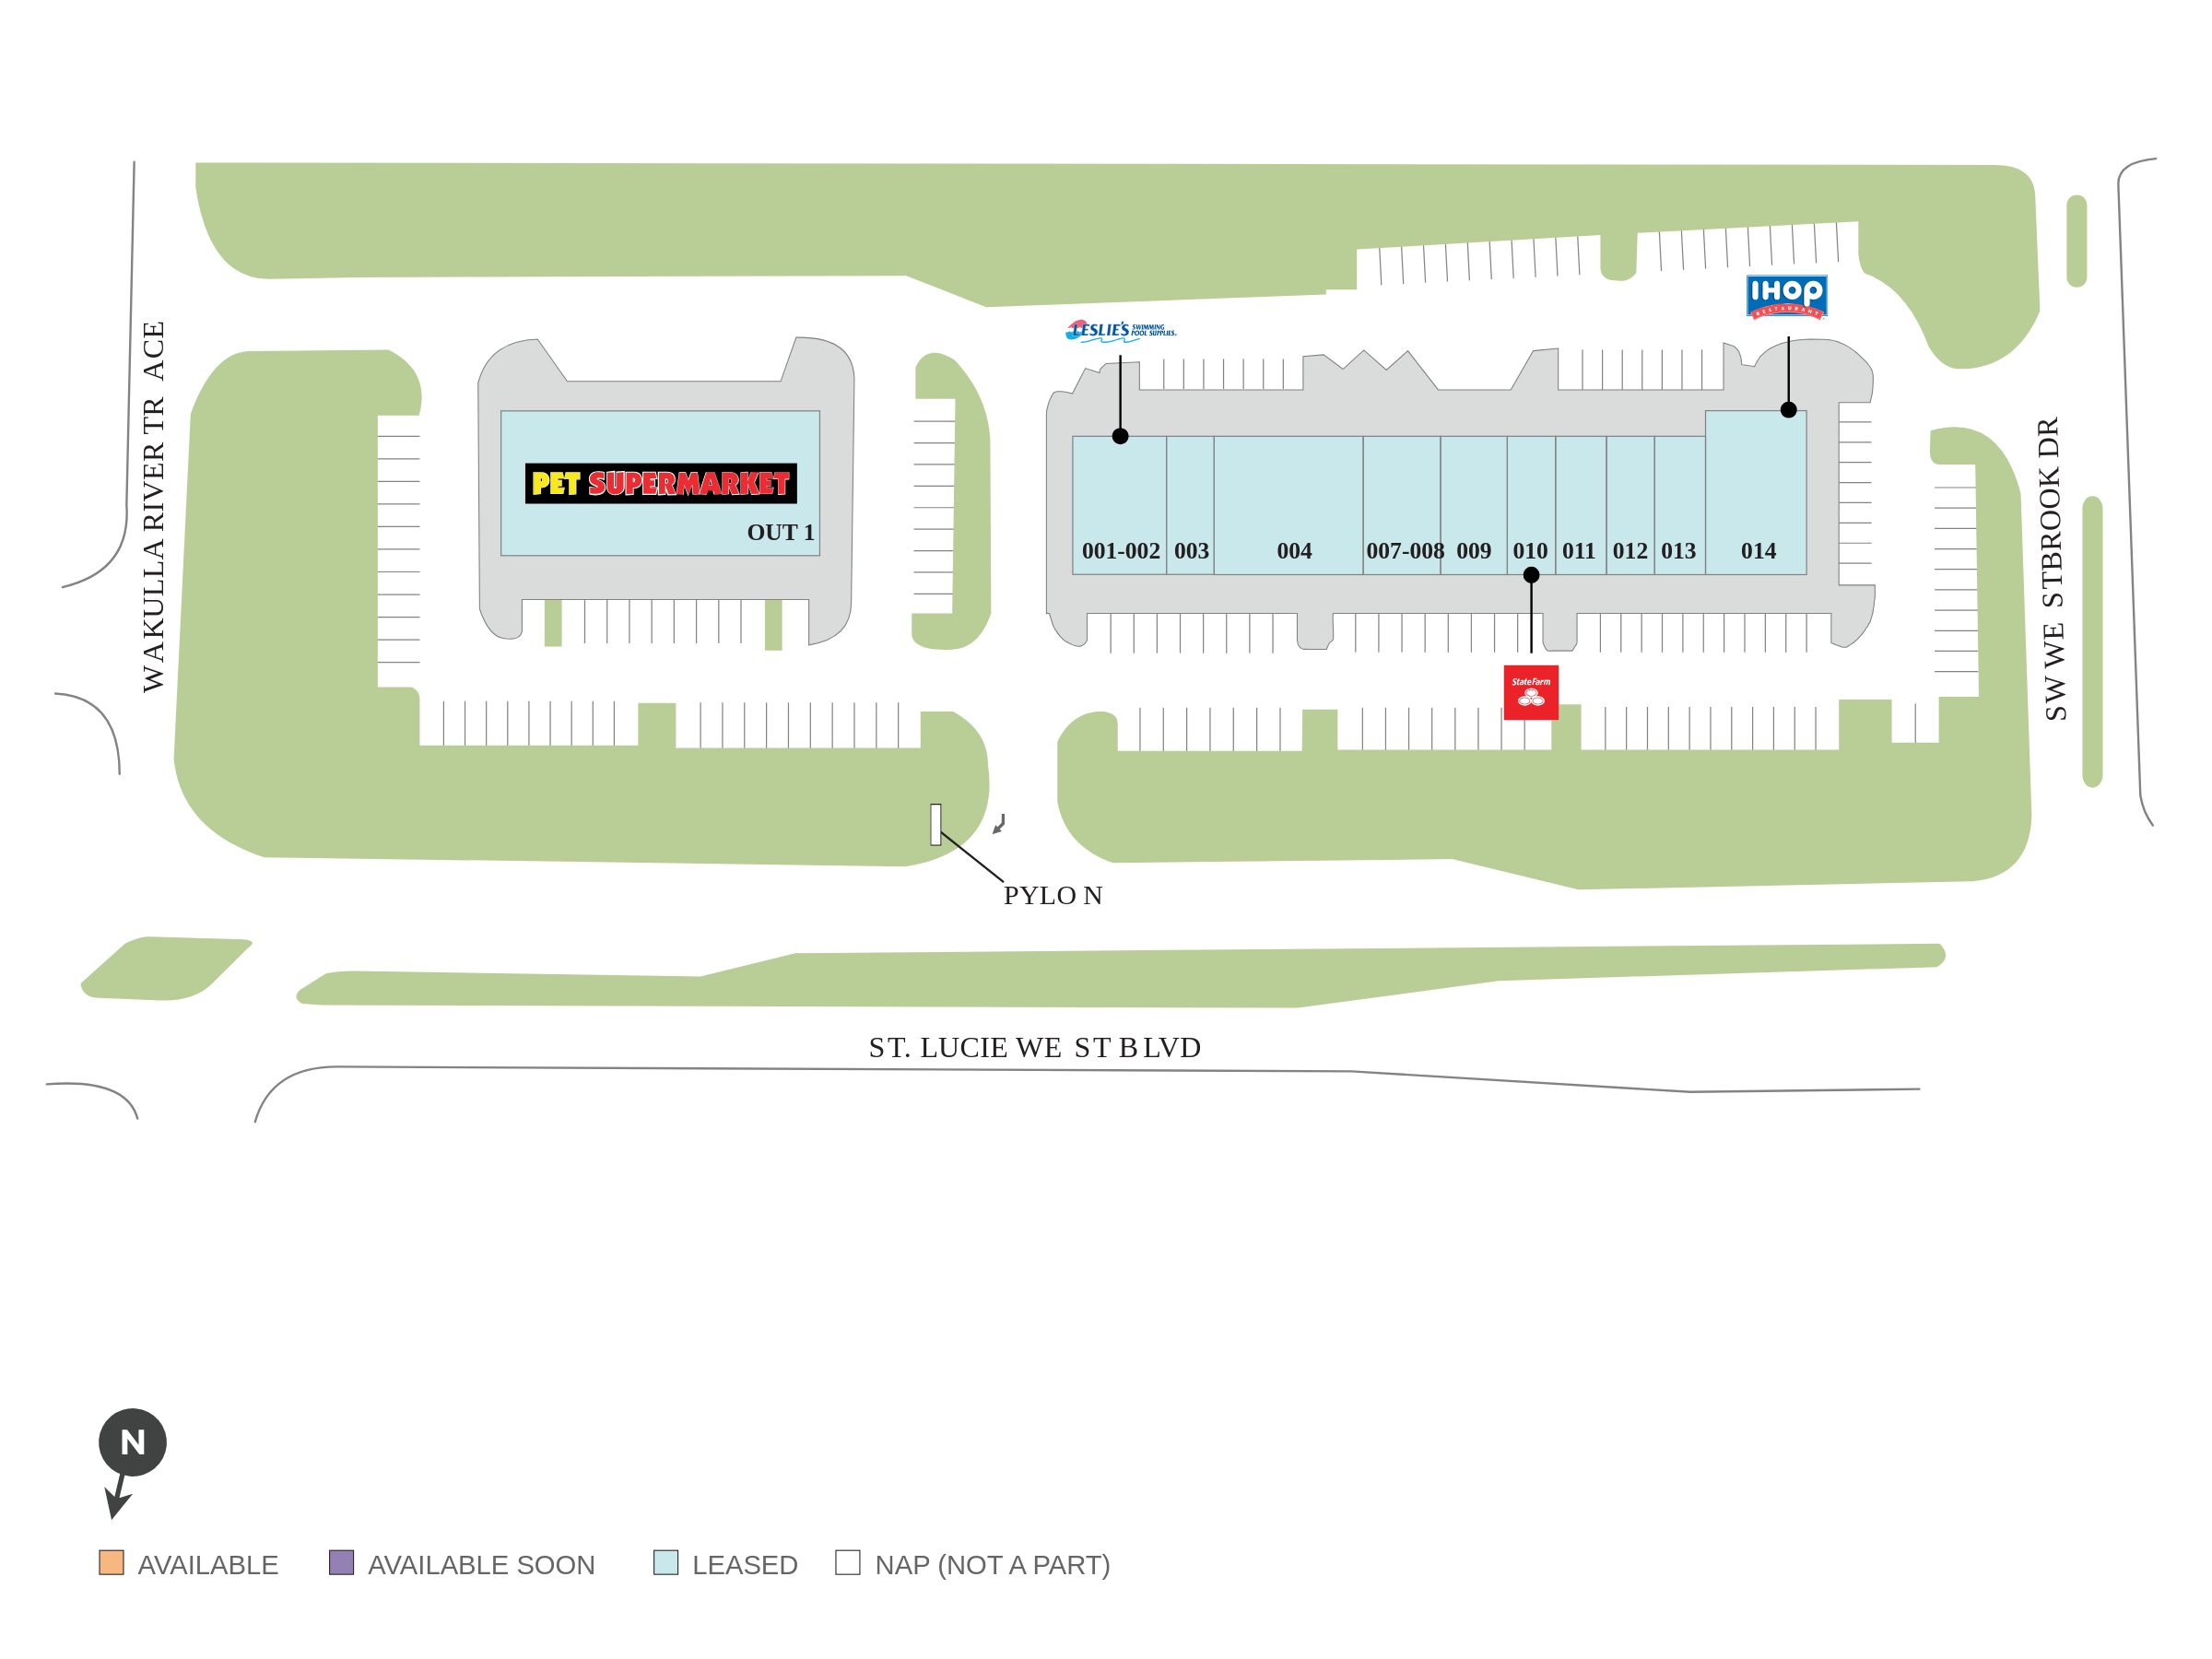 IHOP
RESTAURANT
LESLIE'S SWIMMING
POOL SUPPLIES.
WAKULLA RIVER TR ACE
SW WE STBROOK DR
PET SUPERMARKET
OUT 1
001-002 003 004 007-008 009 010 011 012 013 014
StateFarm
PYLO N
ST. LUCIE WE ST B LVD
N
AVAILABLE
AVAILABLE SOON
LEASED
NAP (NOT A PART)